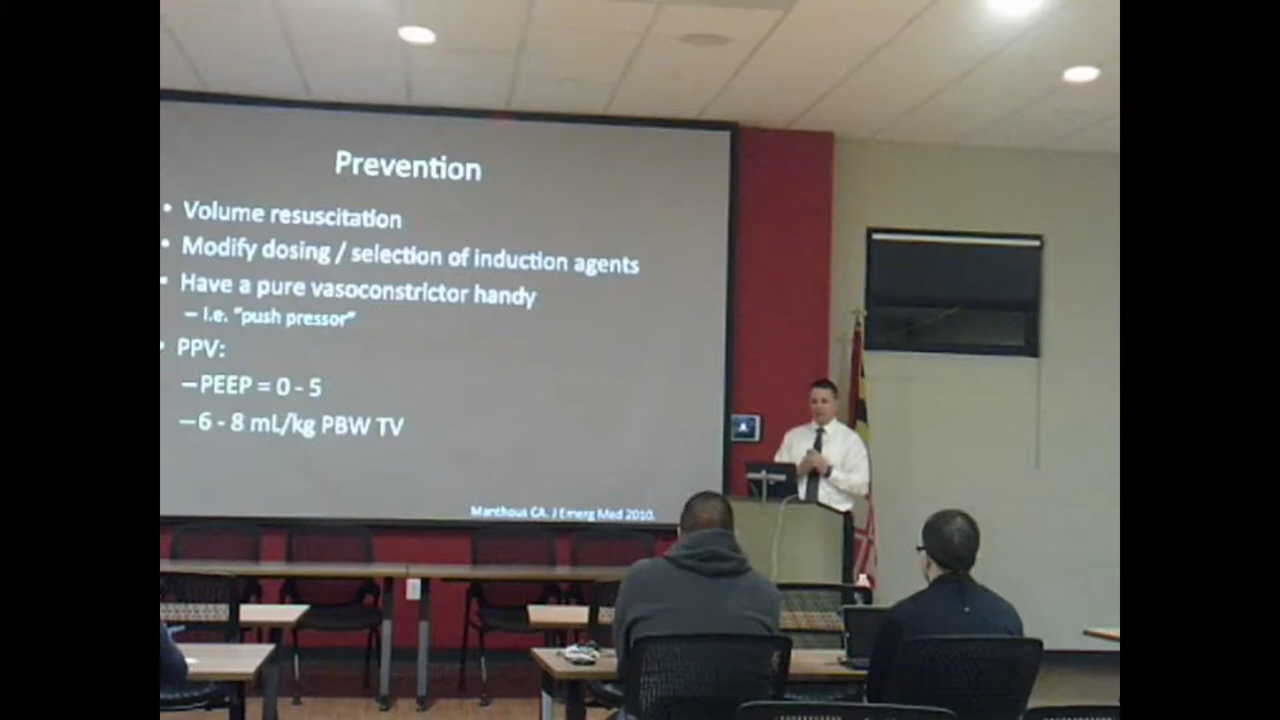 Prevention
• Volume resuscitation
• Modify dosing / selection of induction agents
• Have a pure vasoconstrictor handy
– I.e. "push pressor"
• PPV:
– PEEP = 0 - 5
– 6 - 8 mL/kg PBW TV
Manthous CA. J Emerg Med 2010.